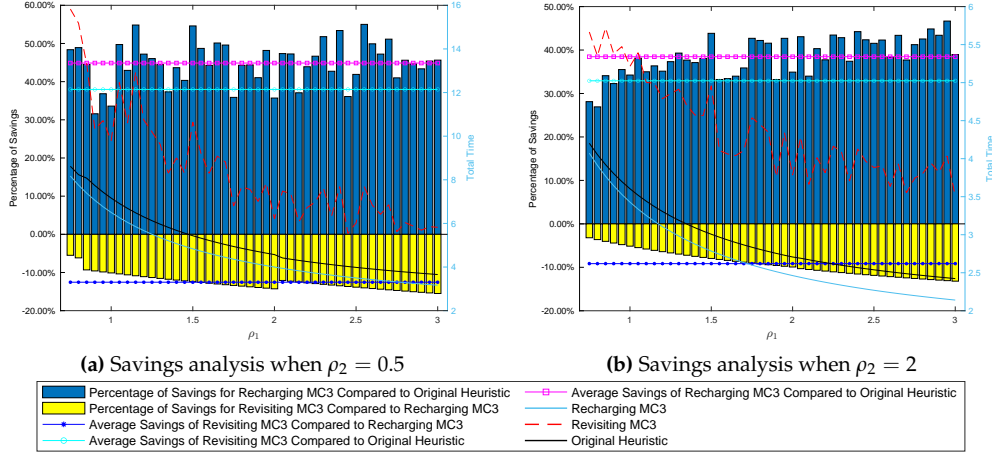 60.00%
50.00%
40.00%
30.00%
20.00%
10.00%
0.00%
-10.00%
-20.00%
Percentage of Savings
16
14
12
10
8
6
4
2
Total Time
1
1.5
2
2.5
3
ρ1
(a) Savings analysis when ρ2 = 0.5
50.00%
40.00%
30.00%
20.00%
10.00%
0.00%
-10.00%
-20.00%
Percentage of Savings
6
5.5
5
4.5
4
3.5
3
2.5
2
Total Time
1
1.5
2
2.5
3
ρ1
(b) Savings analysis when ρ2 = 2
Percentage of Savings for Recharging MC3 Compared to Original Heuristic
Percentage of Savings for Revisiting MC3 Compared to Recharging MC3
Average Savings of Revisiting MC3 Compared to Recharging MC3
Average Savings of Revisiting MC3 Compared to Original Heuristic
Average Savings of Recharging MC3 Compared to Original Heuristic
Recharging MC3
Revisiting MC3
Original Heuristic